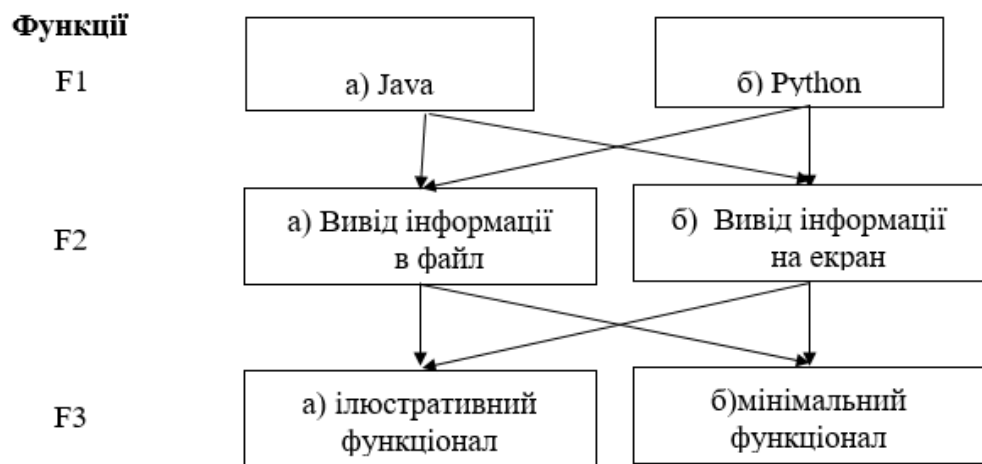 Функції
F1
а) Java
б) Python
F2
а) Вивід інформації
в файл
б) Вивід інформації
на екран
F3
а) ілюстративний
функціонал
б)мінімальний
функціонал